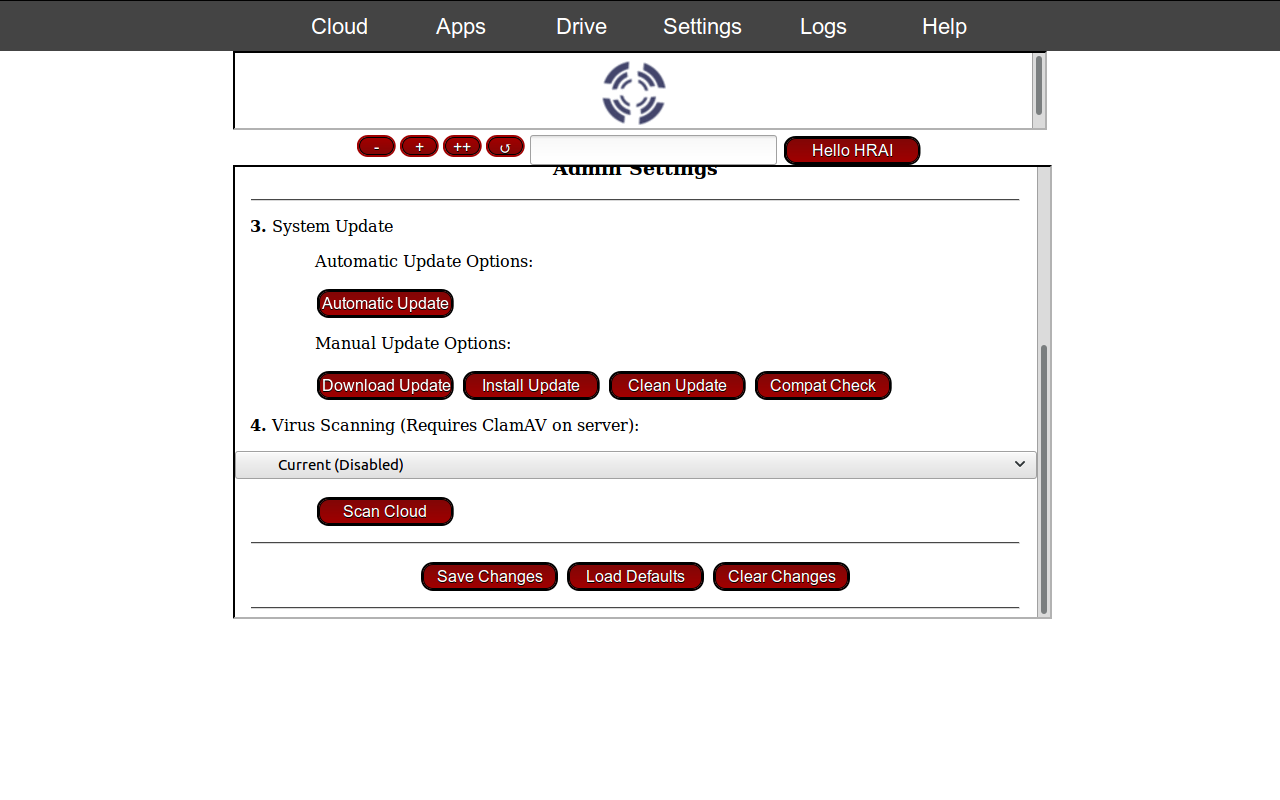 Cloud Apps Drive Settings Logs Help
- + ++ ↺ Hello HRAI
Admin Settings
3. System Update
Automatic Update Options:
Automatic Update
Manual Update Options:
Download Update Install Update Clean Update Compat Check
4. Virus Scanning (Requires ClamAV on server):
Current (Disabled)
Scan Cloud
Save Changes Load Defaults Clear Changes